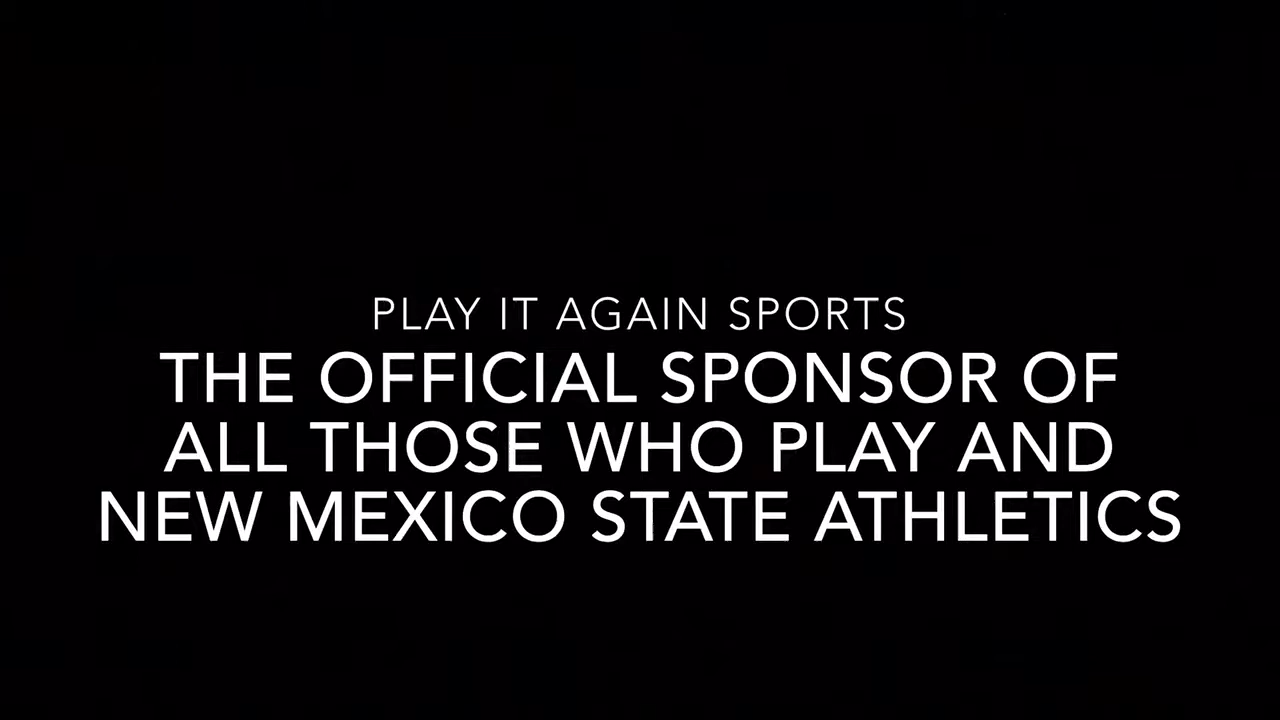 PLAY IT AGAIN SPORTS
THE OFFICIAL SPONSOR OF
ALL THOSE WHO PLAY AND
NEW MEXICO STATE ATHLETICS